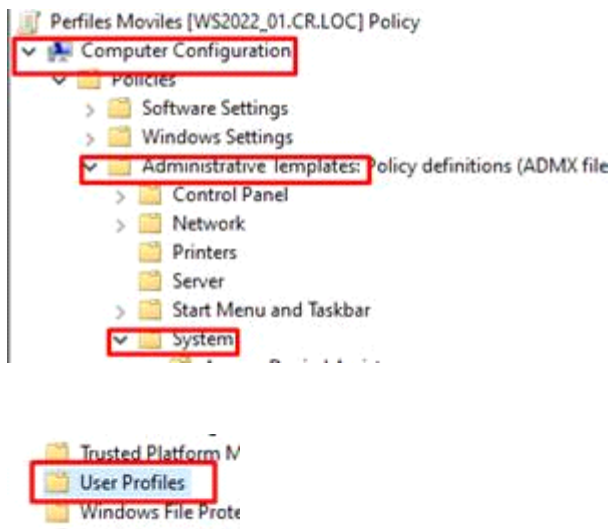 Perfiles Moviles [WS2022_01.CR.LOC] Policy
Computer Configuration
Policies
Software Settings
Windows Settings
Administrative Templates: Policy definitions (ADMX file
Control Panel
Network
Printers
Server
Start Menu and Taskbar
System
Trusted Platform M
User Profiles
Windows File Prote